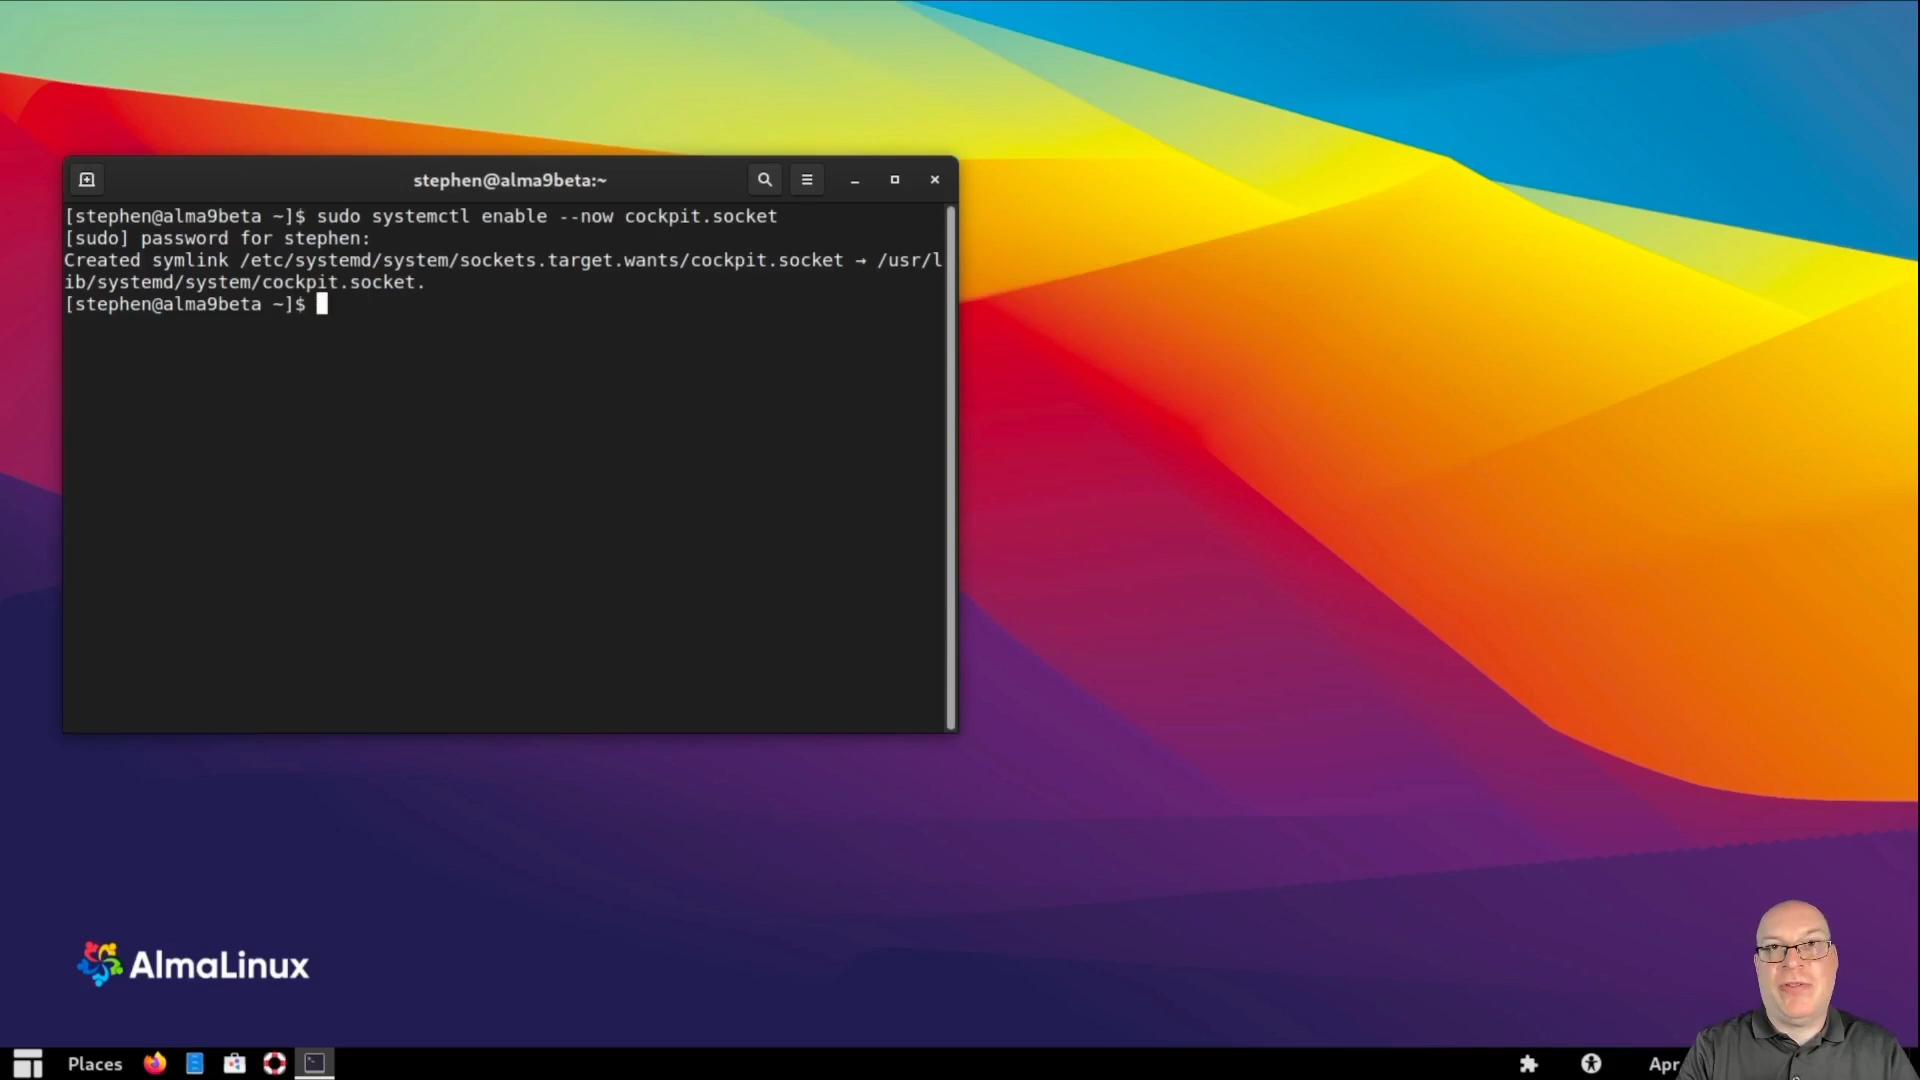 stephen@alma9beta:~
[stephen@alma9beta ~]$ sudo systemctl enable --now cockpit.socket
[sudo] password for stephen:
Created symlink /etc/systemd/system/sockets.target.wants/cockpit.socket → /usr/l
ib/systemd/system/cockpit.socket.
[stephen@alma9beta ~]$
AlmaLinux
Places
Apr